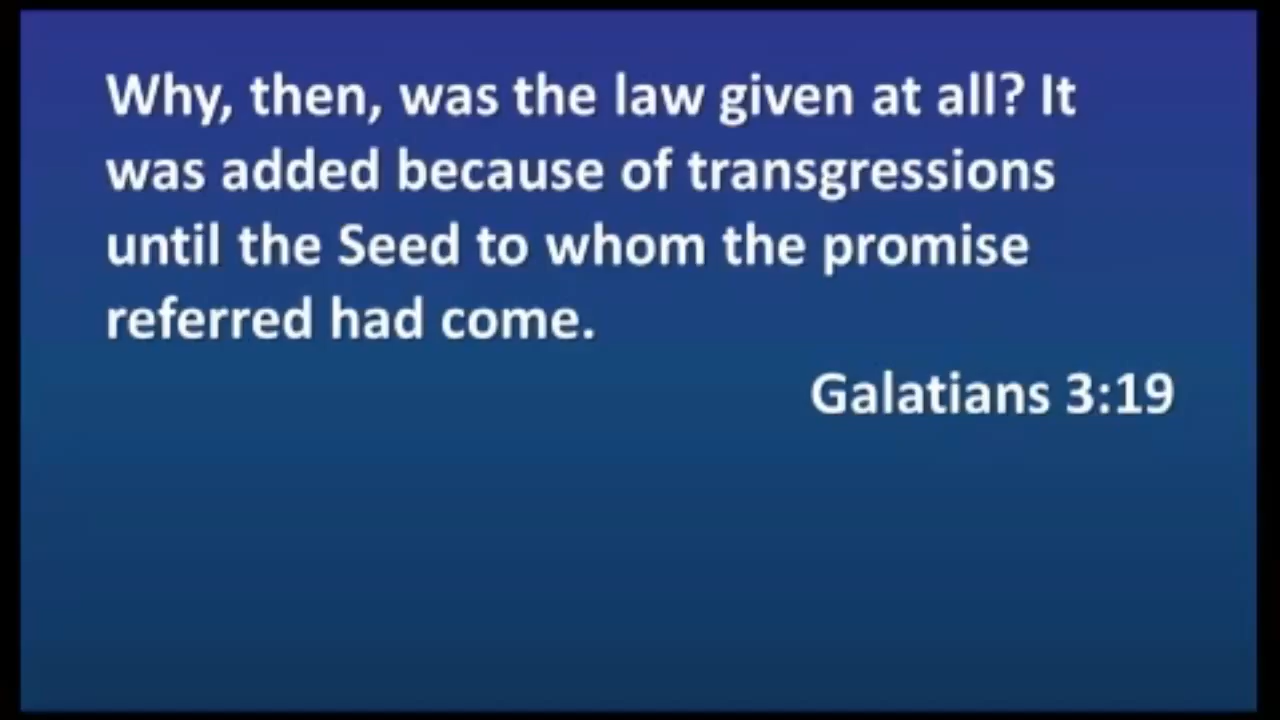 Why, then, was the law given at all? It
was added because of transgressions
until the Seed to whom the promise
referred had come.
Galatians 3:19